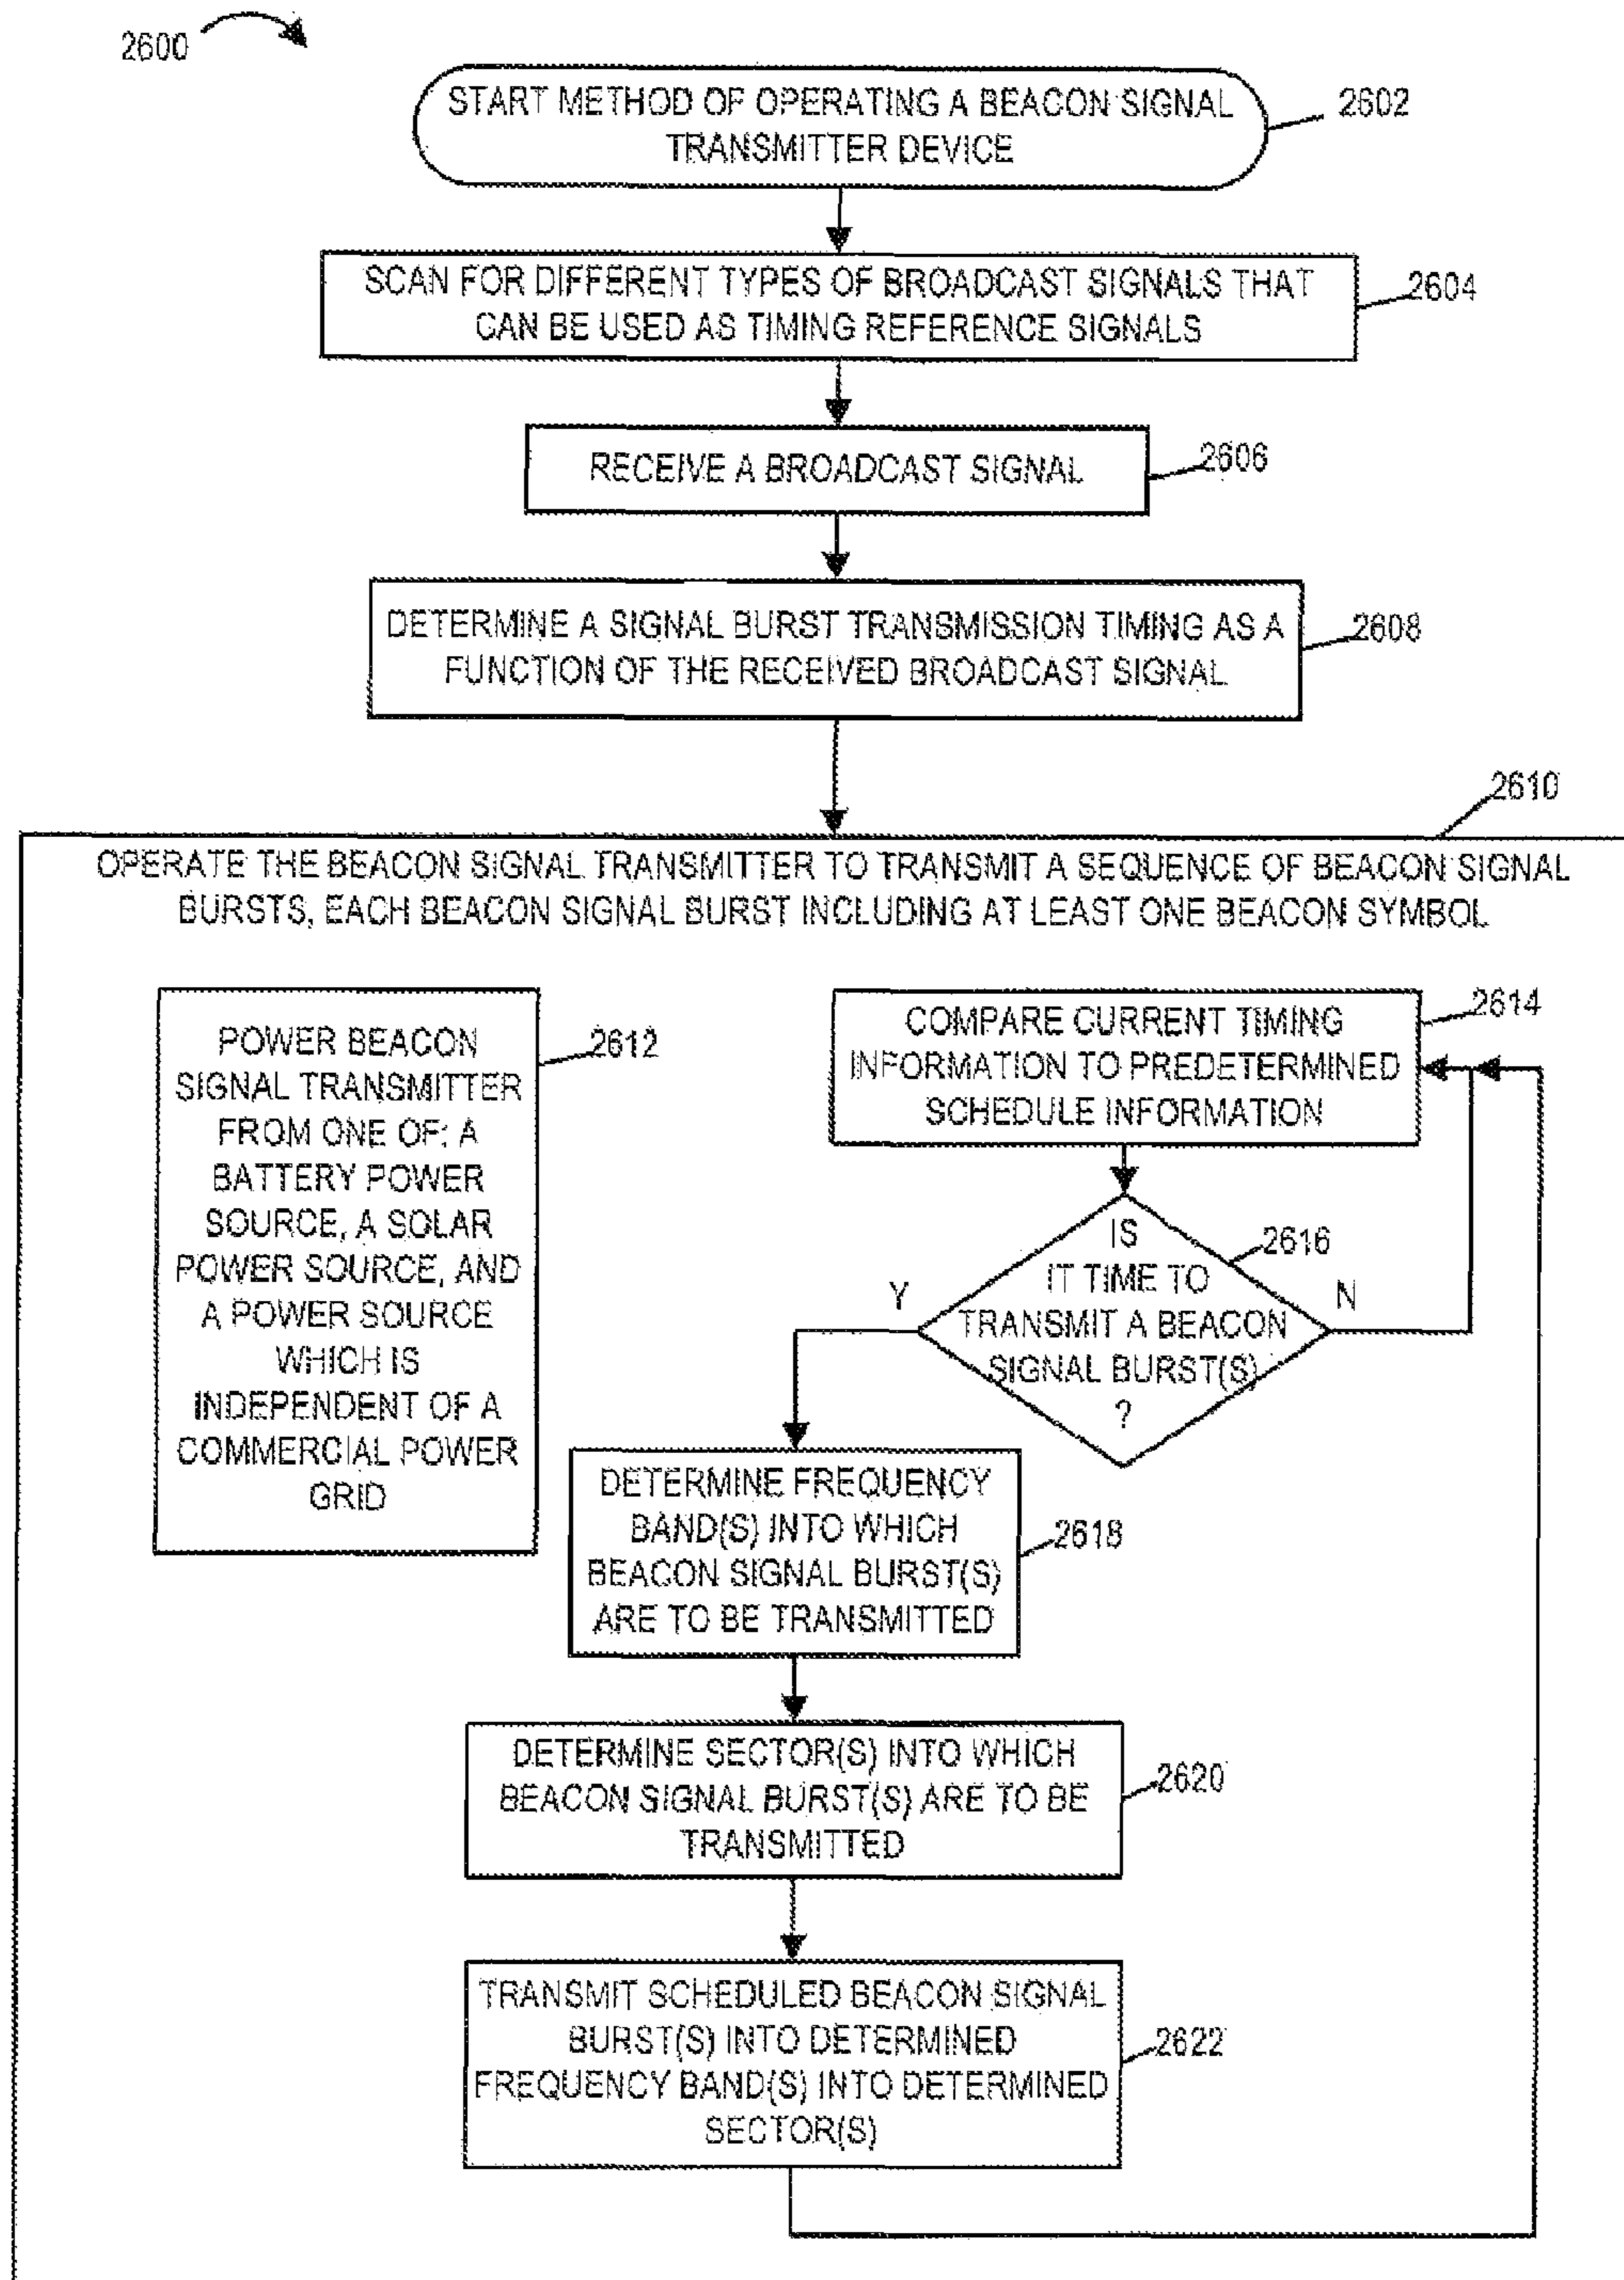 2600
START METHOD OF OPERATING A BEACON SIGNAL
TRANSMITTER DEVICE
2602
SCAN FOR DIFFERENT TYPES OF BROADCAST SIGNALS THAT
CAN BE USED AS TIMING REFERENCE SIGNALS
2604
RECEIVE A BROADCAST SIGNAL
2606
DETERMINE A SIGNAL BURST TRANSMISSION TIMING AS A
FUNCTION OF THE RECEIVED BROADCAST SIGNAL
2608
2610
OPERATE THE BEACON SIGNAL TRANSMITTER TO TRANSMIT A SEQUENCE OF BEACON SIGNAL
BURSTS, EACH BEACON SIGNAL BURST INCLUDING AT LEAST ONE BEACON SYMBOL
POWER BEACON
SIGNAL TRANSMITTER
FROM ONE OF: A
BATTERY POWER
SOURCE, A SOLAR
POWER SOURCE, AND
A POWER SOURCE
WHICH IS
INDEPENDENT OF A
COMMERCIAL POWER
GRID
2612
COMPARE CURRENT TIMING
INFORMATION TO PREDETERMINED
SCHEDULE INFORMATION
2614
IS
IT TIME TO
TRANSMIT A BEACON
SIGNAL BURST(S)
?
2616
Y
N
DETERMINE FREQUENCY
BAND(S) INTO WHICH
BEACON SIGNAL BURST(S)
ARE TO BE TRANSMITTED
2618
DETERMINE SECTOR(S) INTO WHICH
BEACON SIGNAL BURST(S) ARE TO BE
TRANSMITTED
2620
TRANSMIT SCHEDULED BEACON SIGNAL
BURST(S) INTO DETERMINED
FREQUENCY BAND(S) INTO DETERMINED
SECTOR(S)
2622